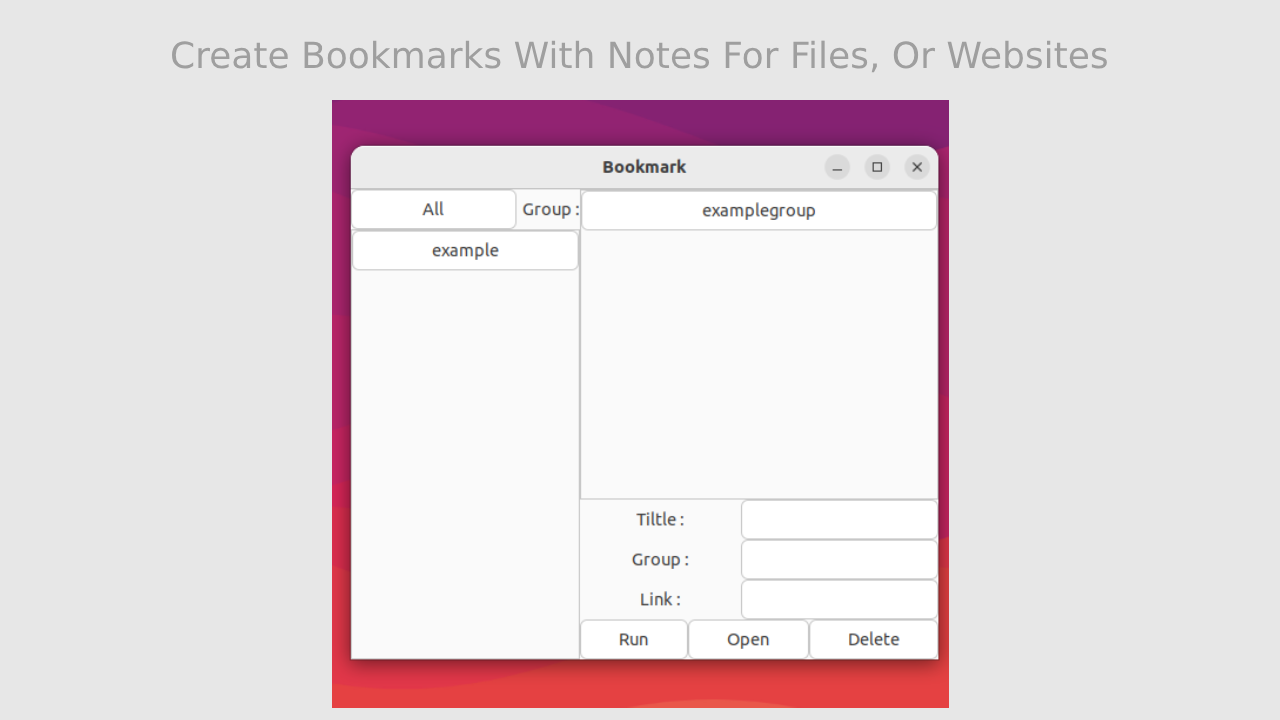 Create Bookmarks With Notes For Files, Or Websites
Bookmark
All Group : examplegroup
example
Tiltle :
Group :
Link :
Run Open Delete